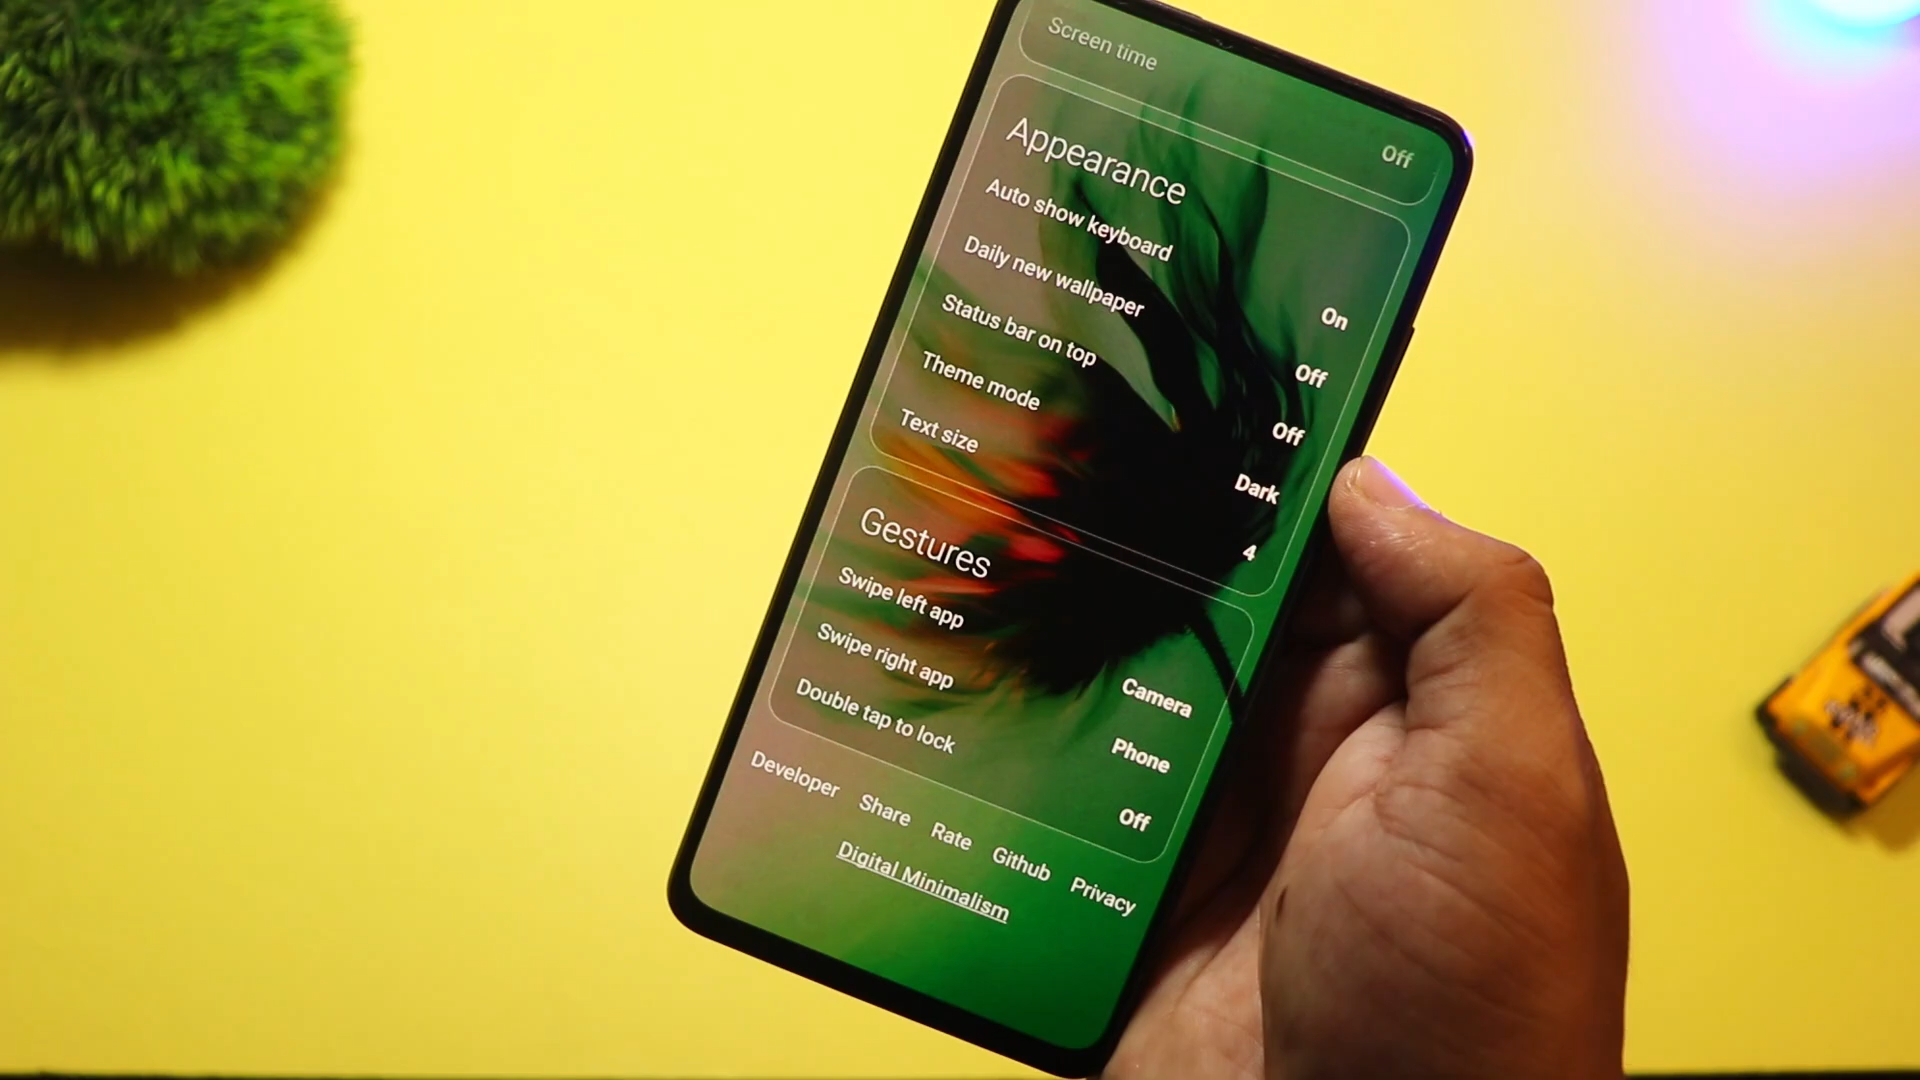 Screen time Off
Appearance
Auto show keyboard On
Daily new wallpaper Off
Status bar on top Off
Theme mode Dark
Text size 4
Gestures
Swipe left app Camera
Swipe right app Phone
Double tap to lock Off
Developer Share Rate Github Privacy
Digital Minimalism